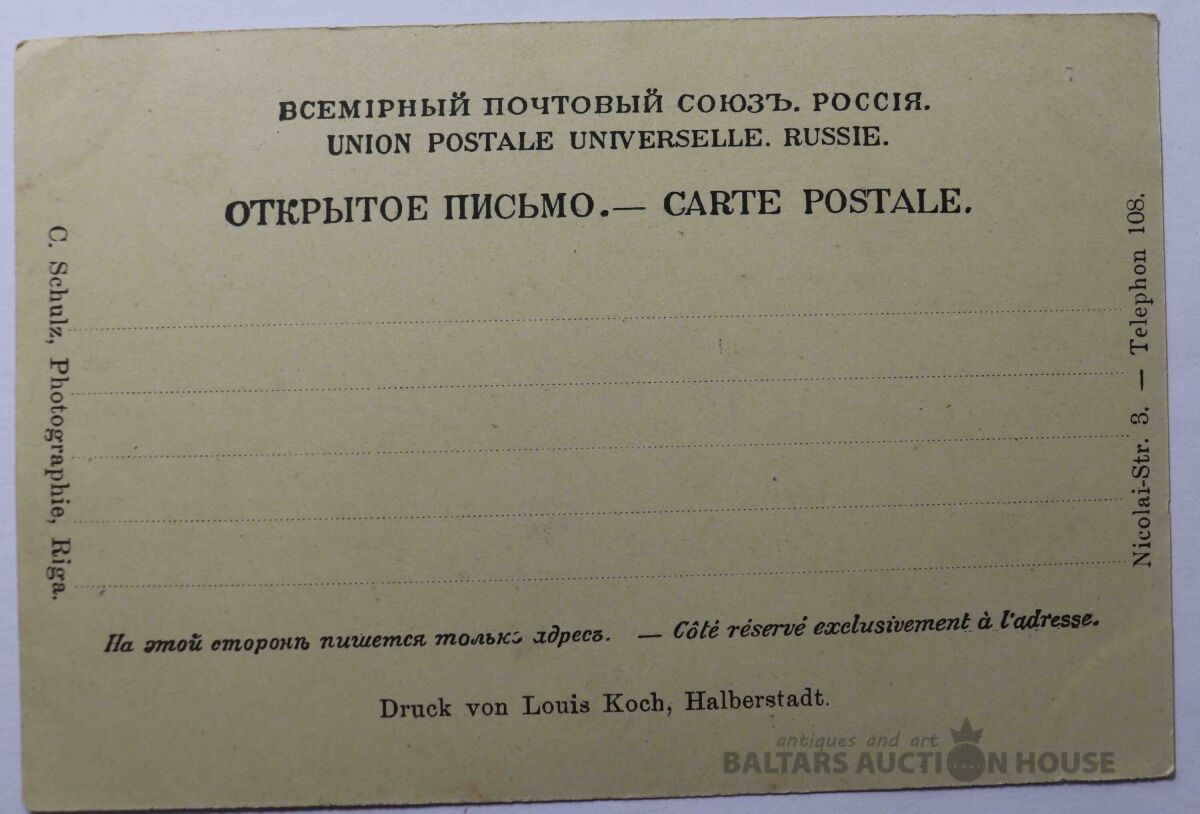 ВСЕМІРНЫЙ ПОЧТОВЫЙ СОЮЗЪ. РОССІЯ.
UNION POSTALE UNIVERSELLE. RUSSIE.
ОТКРЫТОЕ ПИСЬМО.— CARTE POSTALE.
C. Schulz, Photographie, Riga.
Nicolai-Str. 3. — Telephon 108.
На этой сторонѣ пишется только адресъ. — Côté réservé exclusivement à l'adresse.
Druck von Louis Koch, Halberstadt.
antiques and art
BALTARS AUCTION HOUSE